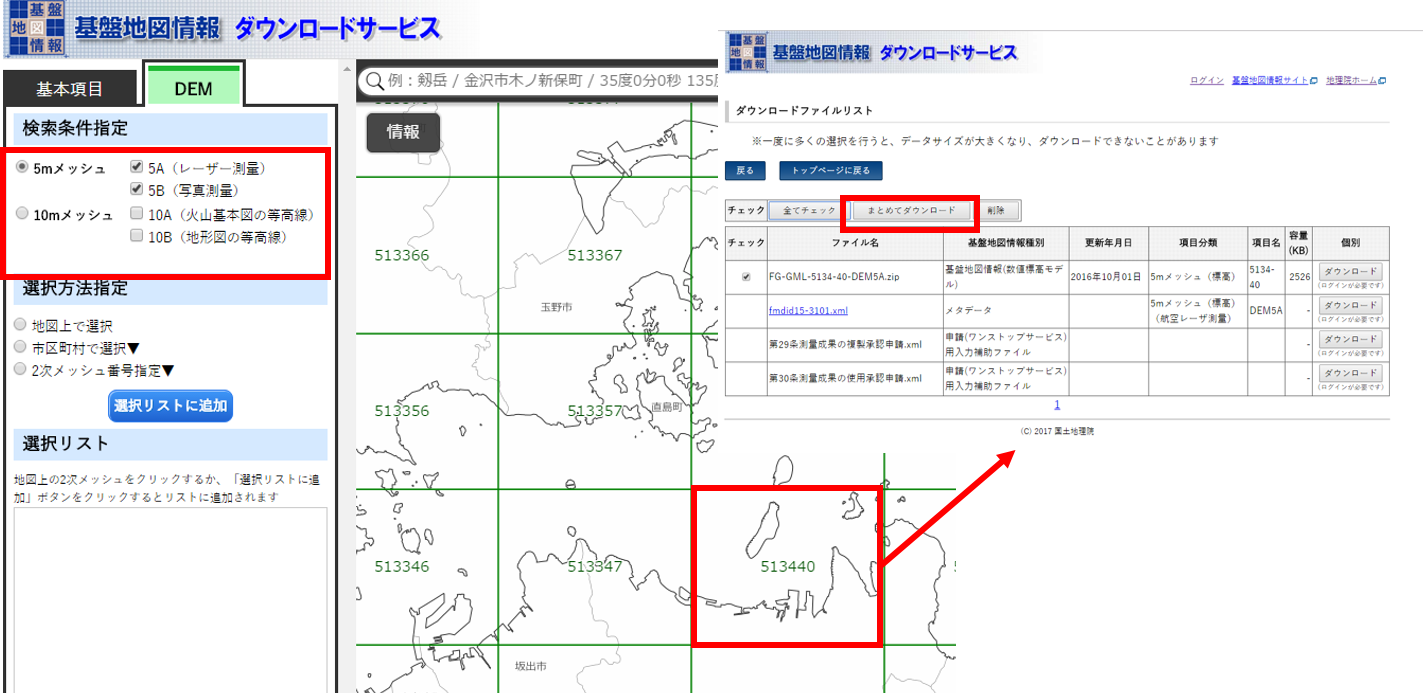 基盤地図情報
基盤地図情報 ダウンロードサービス
基本項目
DEM
検索条件指定
5mメッシュ
5A（レーザー測量）
5B（写真測量）
10mメッシュ
10A（火山基本図の等高線）
10B（地形図の等高線）
選択方法指定
地図上で選択
市区町村で選択▼
2次メッシュ番号指定▼
選択リストに追加
選択リスト
地図上の2次メッシュをクリックするか、「選択リストに追
加」ボタンをクリックするとリストに追加されます
例：剱岳 / 金沢市木ノ新保町 / 35度0分0秒 135度
情報
513366
513367
玉野市
513356
513357
直島町
513346
513347
513440
坂出市
基盤地図情報
基盤地図情報 ダウンロードサービス
ログイン 基盤地図情報サイト 地理院ホーム
ダウンロードファイルリスト
※一度に多くの選択を行うと、データサイズが大きくなり、ダウンロードできないことがあります
戻る
トップページに戻る
チェック 全てチェック まとめてダウンロード 削除
チェック ファイル名 基盤地図情報種別 更新年月日 項目分類 項目名 容量(KB) 個別
FG-GML-5134-40-DEM5A.zip 基盤地図情報(数値標高モデル) 2016年10月01日 5mメッシュ（標高） 5134-40 2526 ダウンロード (ログインが必要です)
fmdid15-3101.xml メタデータ 5mメッシュ（標高）（航空レーザ測量） DEM5A - ダウンロード (ログインが必要です)
第29条測量成果の複製承認申請.xml 申請(ワンストップサービス)用入力補助ファイル - ダウンロード (ログインが必要です)
第30条測量成果の使用承認申請.xml 申請(ワンストップサービス)用入力補助ファイル - ダウンロード (ログインが必要です)
1
(C) 2017 国土地理院